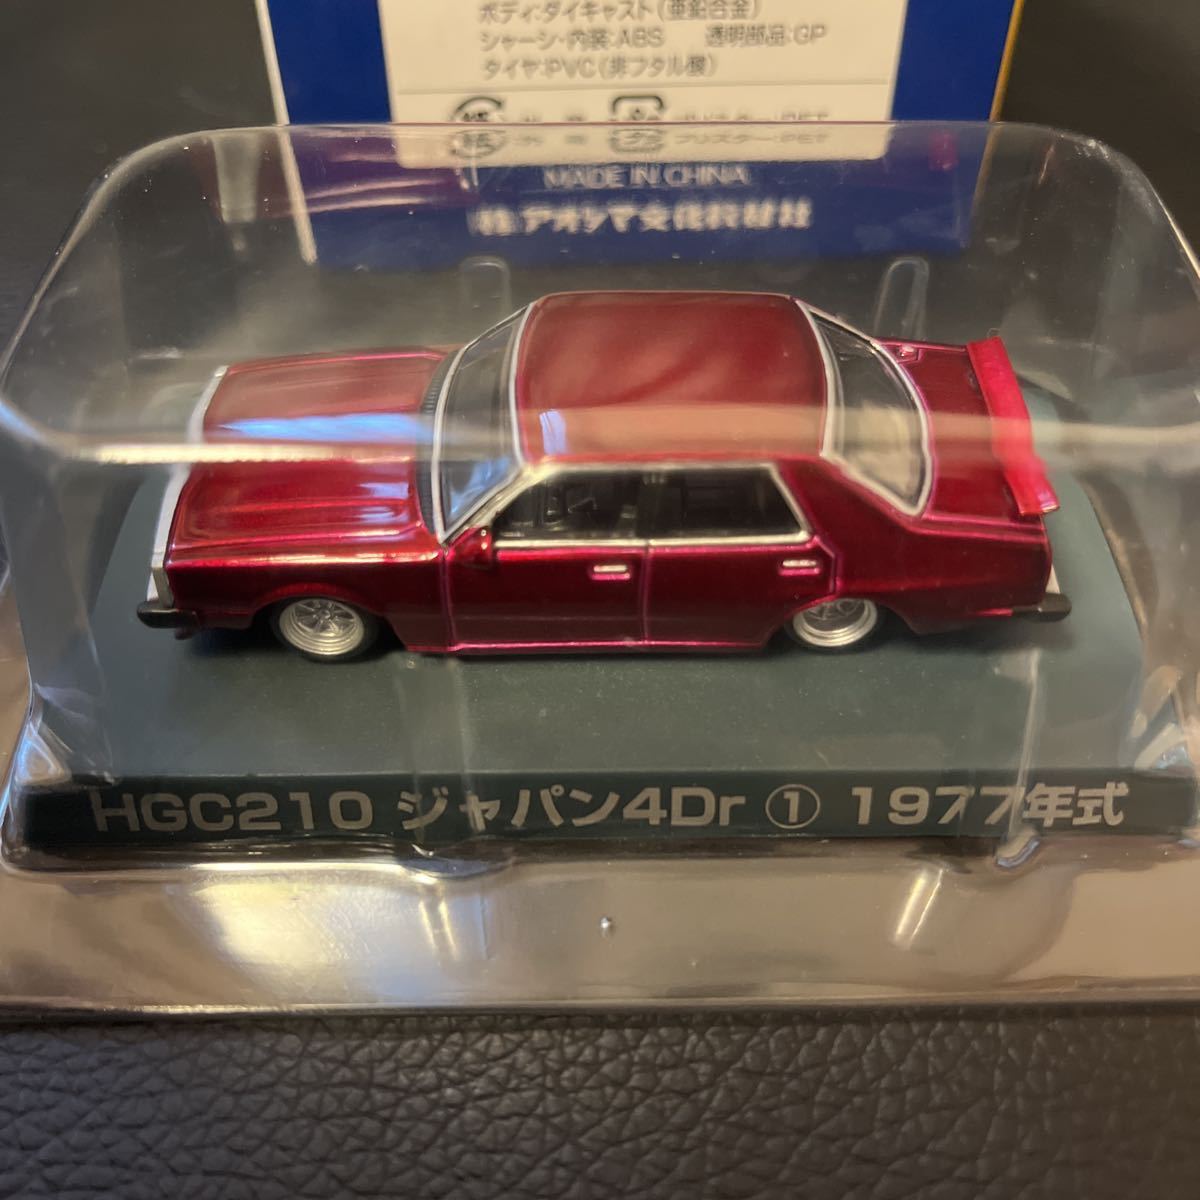 ボディ:ダイキャスト(亜鉛合金)
シャーシ・内装:ABS 透明部品:GP
タイヤ:PVC(非フタル酸)
MADE IN CHINA
アオシマ文化教材社
HGC210 ジャパン4Dr ① 1977年式